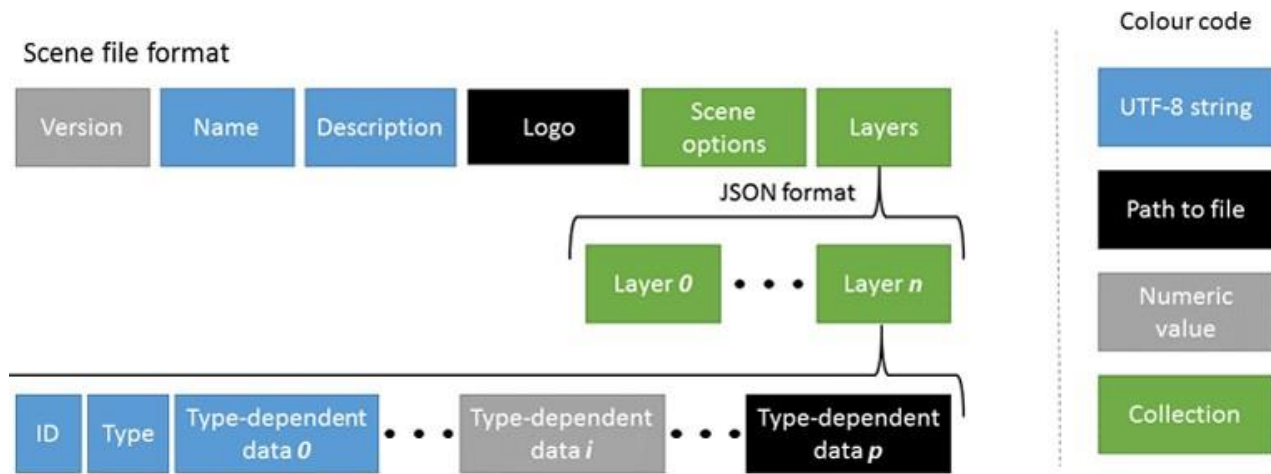 Colour code
Scene file format
Version
Name
Description
Logo
Scene
options
Layers
UTF-8 string
JSON format
Path to file
Layer 0
Layer n
Numeric
value
ID
Type
Type-dependent
data 0
Type-dependent
data i
Type-dependent
data p
Collection